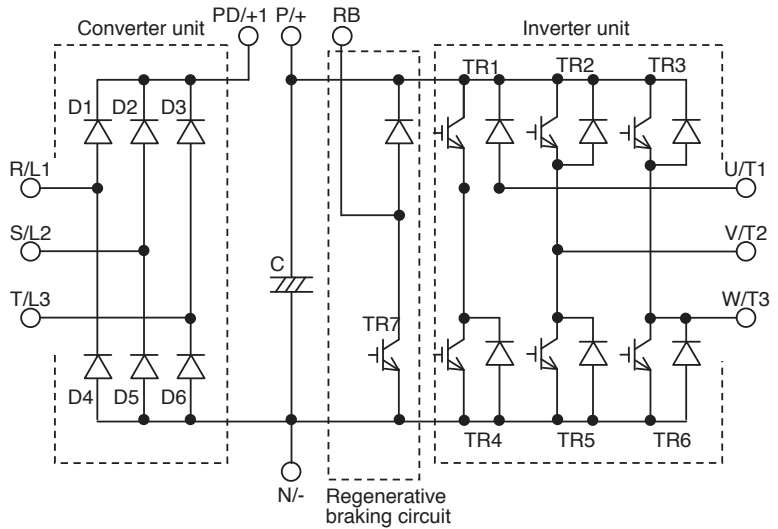 Converter unit
PD/+1
P/+
RB
Inverter unit
TR1
TR2
TR3
D1
D2
D3
R/L1
U/T1
S/L2
V/T2
C
T/L3
W/T3
TR7
D4
D5
D6
TR4
TR5
TR6
N/-
Regenerative
braking circuit